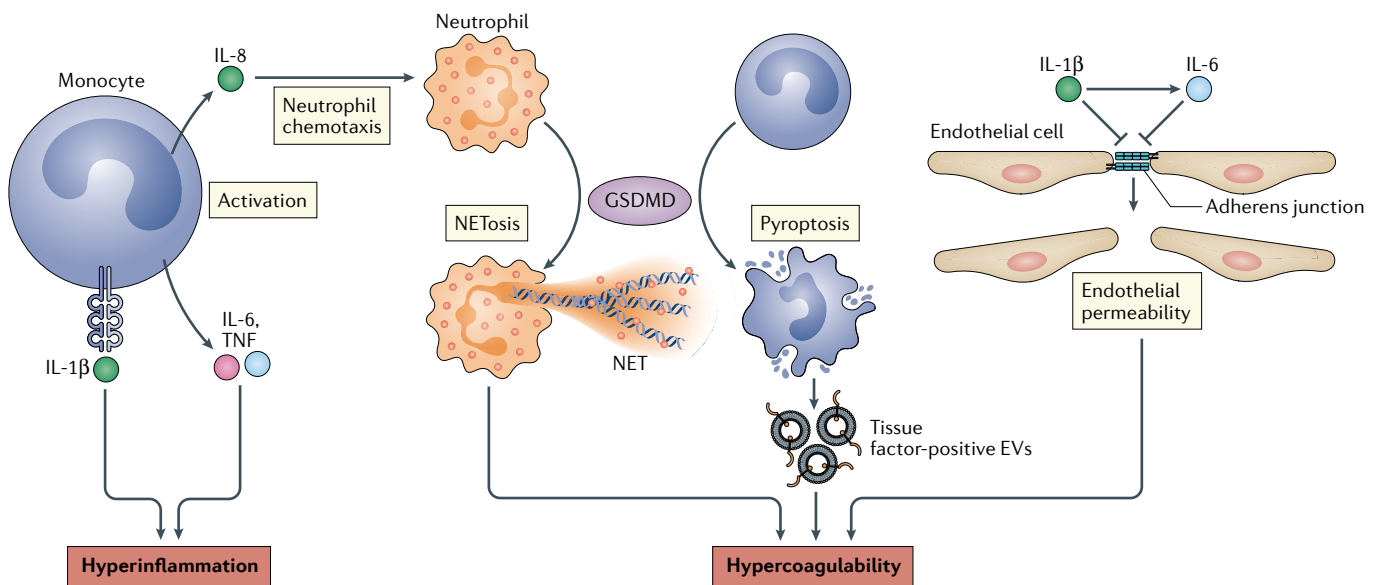 Monocyte
IL-8
Neutrophil
chemotaxis
Activation
IL-1β
IL-6,
TNF
Hyperinflammation
Neutrophil
NETosis
GSDMD
Pyroptosis
NET
Tissue
factor-positive EVs
Hypercoagulability
IL-1β
IL-6
Endothelial cell
Adherens junction
Endothelial
permeability